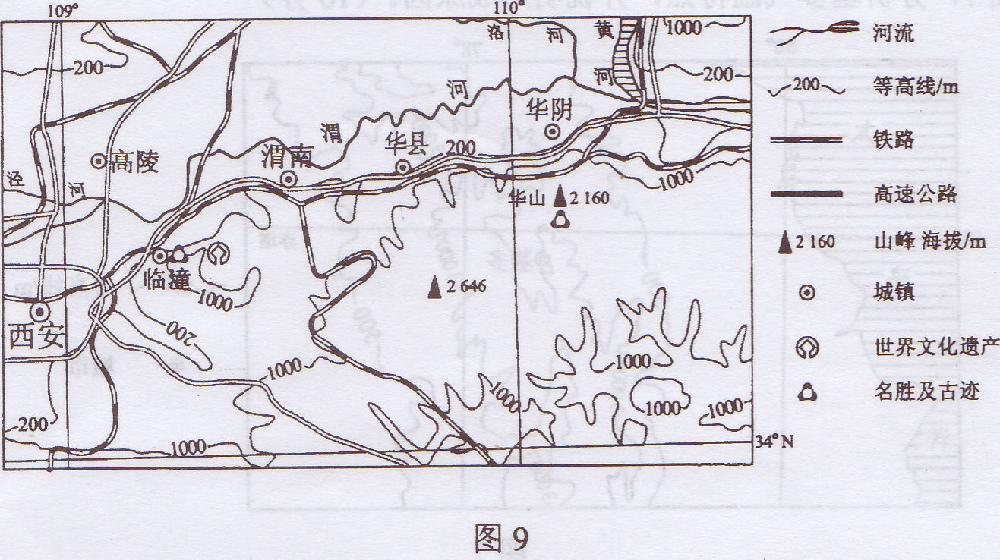 109°
110°
洛
河
黄
河
1000
200
200
河
渭
华阴
华县
200
渭南
高陵
泾
河
1000
华山
2 160
临潼
1000
2 646
200
西安
1000
1000
1000
1000
1000
200
1000
34°N
河流
200
等高线/m
铁路
高速公路
2 160
山峰 海拔/m
城镇
世界文化遗产
名胜及古迹
图 9